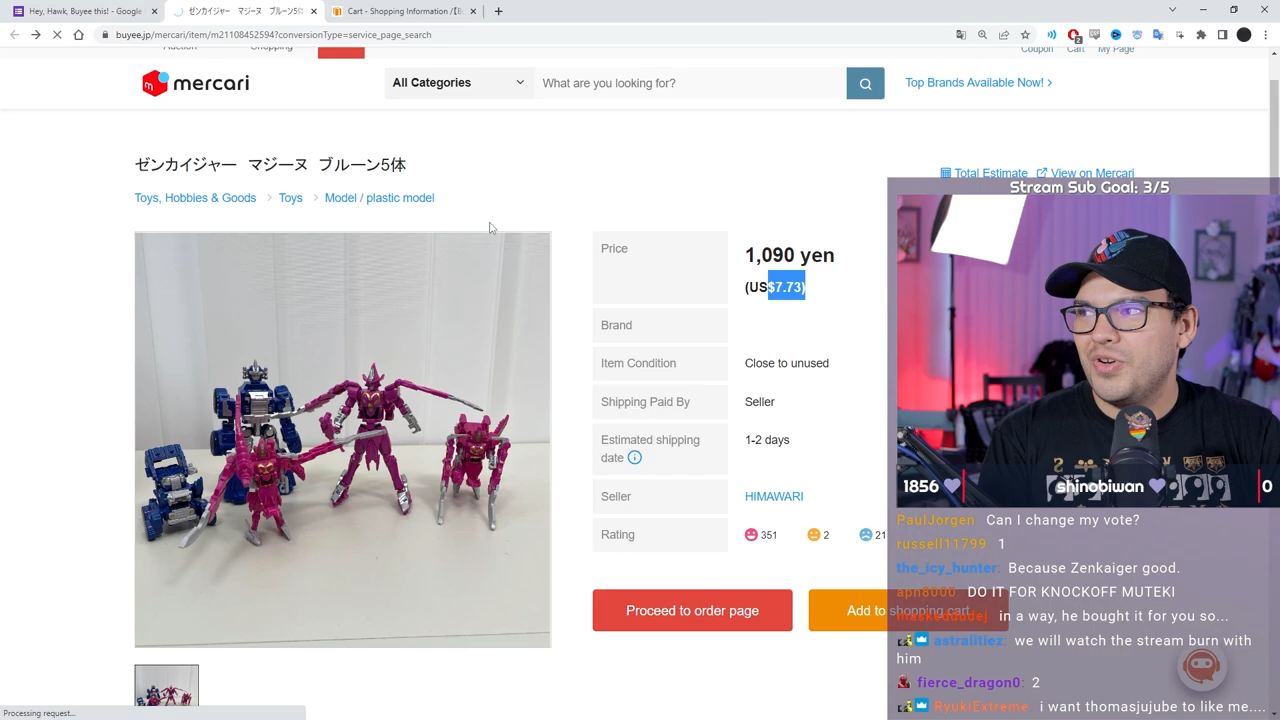 Hey, Hawk, Buyee this! - Google
ゼンカイジャー　マジーヌ　ブルーン5体
Cart - Shopping Information /【B
buyee.jp/mercari/item/m21108452594?conversionType=service_page_search
Auction
Shopping
Coupon
Cart
My Page
mercari
All Categories
What are you looking for?
Top Brands Available Now!
ゼンカイジャー　マジーヌ　ブルーン5体
Total Estimate
View on Mercari
Toys, Hobbies & Goods
Toys
Model / plastic model
Price
1,090 yen
(US$7.73)
Brand
Item Condition
Close to unused
Shipping Paid By
Seller
Estimated shipping
date
1-2 days
Seller
HIMAWARI
Rating
351
2
21
Proceed to order page
Add to shopping cart
Processing request...
Stream Sub Goal: 3/5
1856
shinobiwan
0
PaulJorgen Can I change my vote?
russell11799 1
the_icy_hunter: Because Zenkaiger good.
apn8000: DO IT FOR KNOCKOFF MUTEKI
in a way, he bought it for you so...
astralitiez: we will watch the stream burn with
him
fierce_dragon0: 2
RyukiExtreme i want thomasjujube to like me....